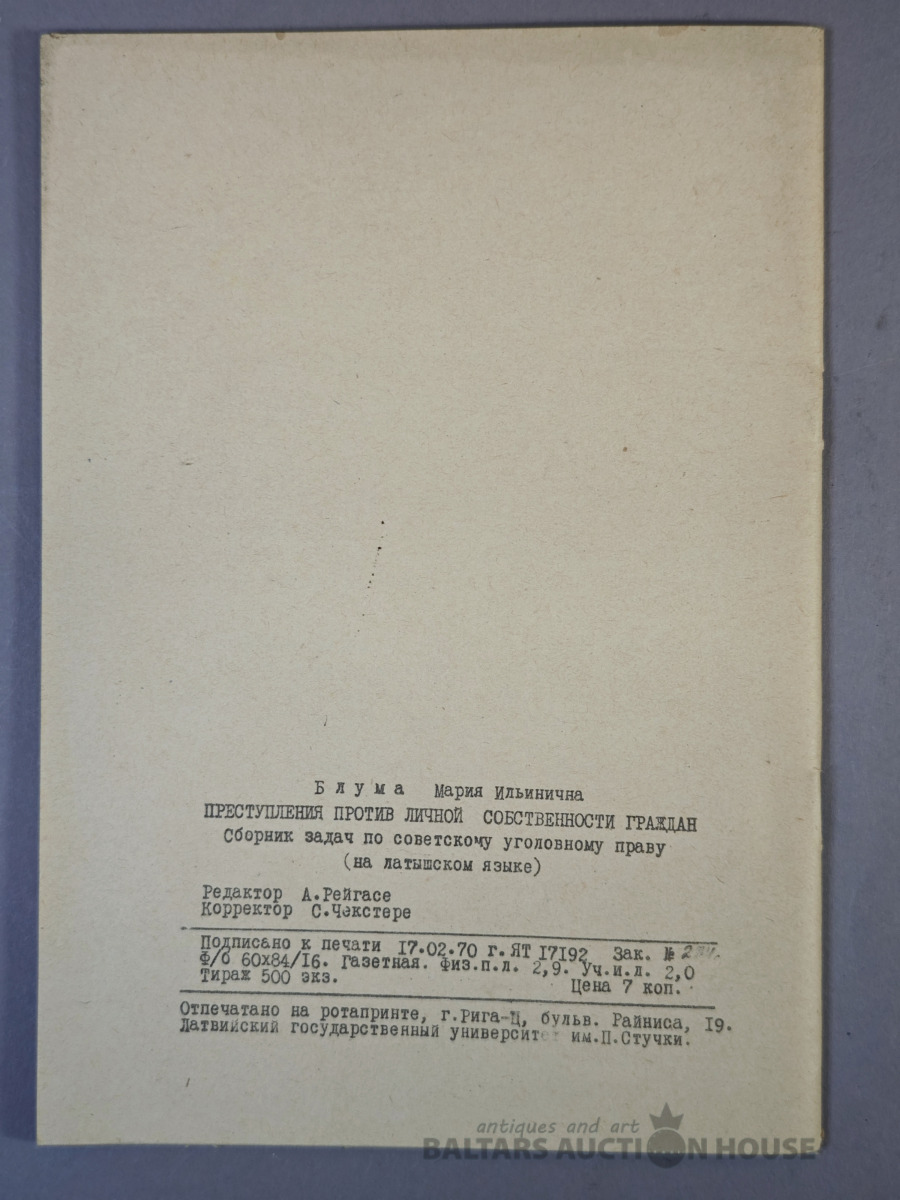 Блума Мария Ильинична
ПРЕСТУПЛЕНИЯ ПРОТИВ ЛИЧНОЙ СОБСТВЕННОСТИ ГРАЖДАН
Сборник задач по советскому уголовному праву
(на латышском языке)
Редактор А.Рейгасе
Корректор С.Чекстере
Подписано к печати 17.02.70 г. ЯТ 17192 Зак. №
Ф/б 60х84/16. Газетная. Физ.п.л. 2,9. Уч.и.л. 2,0
Тираж 500 экз. Цена 7 коп.
Отпечатано на ротапринте, г.Рига-Ц, бульв. Райниса, 19.
Латвийский государственный университет им.П.Стучки.
antiques and art
BALTARS AUCTION HOUSE